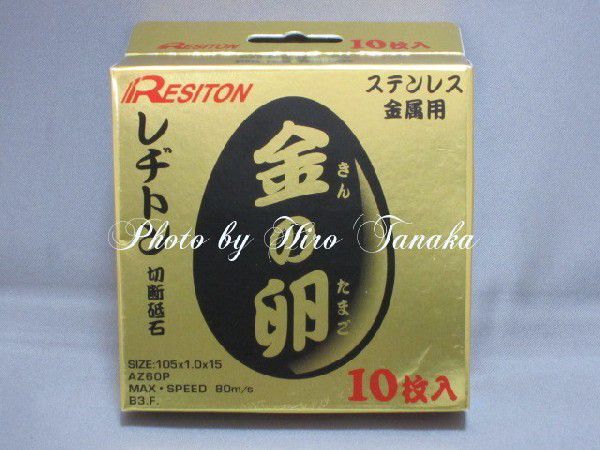 10枚入
RESITON
ステンレス
金属用
レヂトン
切断砥石
金の卵
きん
たまご
Photo by Hiro Tanaka
SIZE:105x1.0x15
AZ60P
MAX・SPEED 80m/s
B3.F.
10枚入